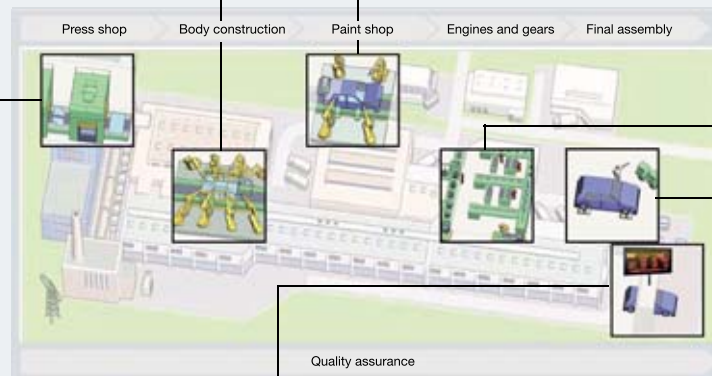 Press shop
Body construction
Paint shop
Engines and gears
Final assembly
Quality assurance